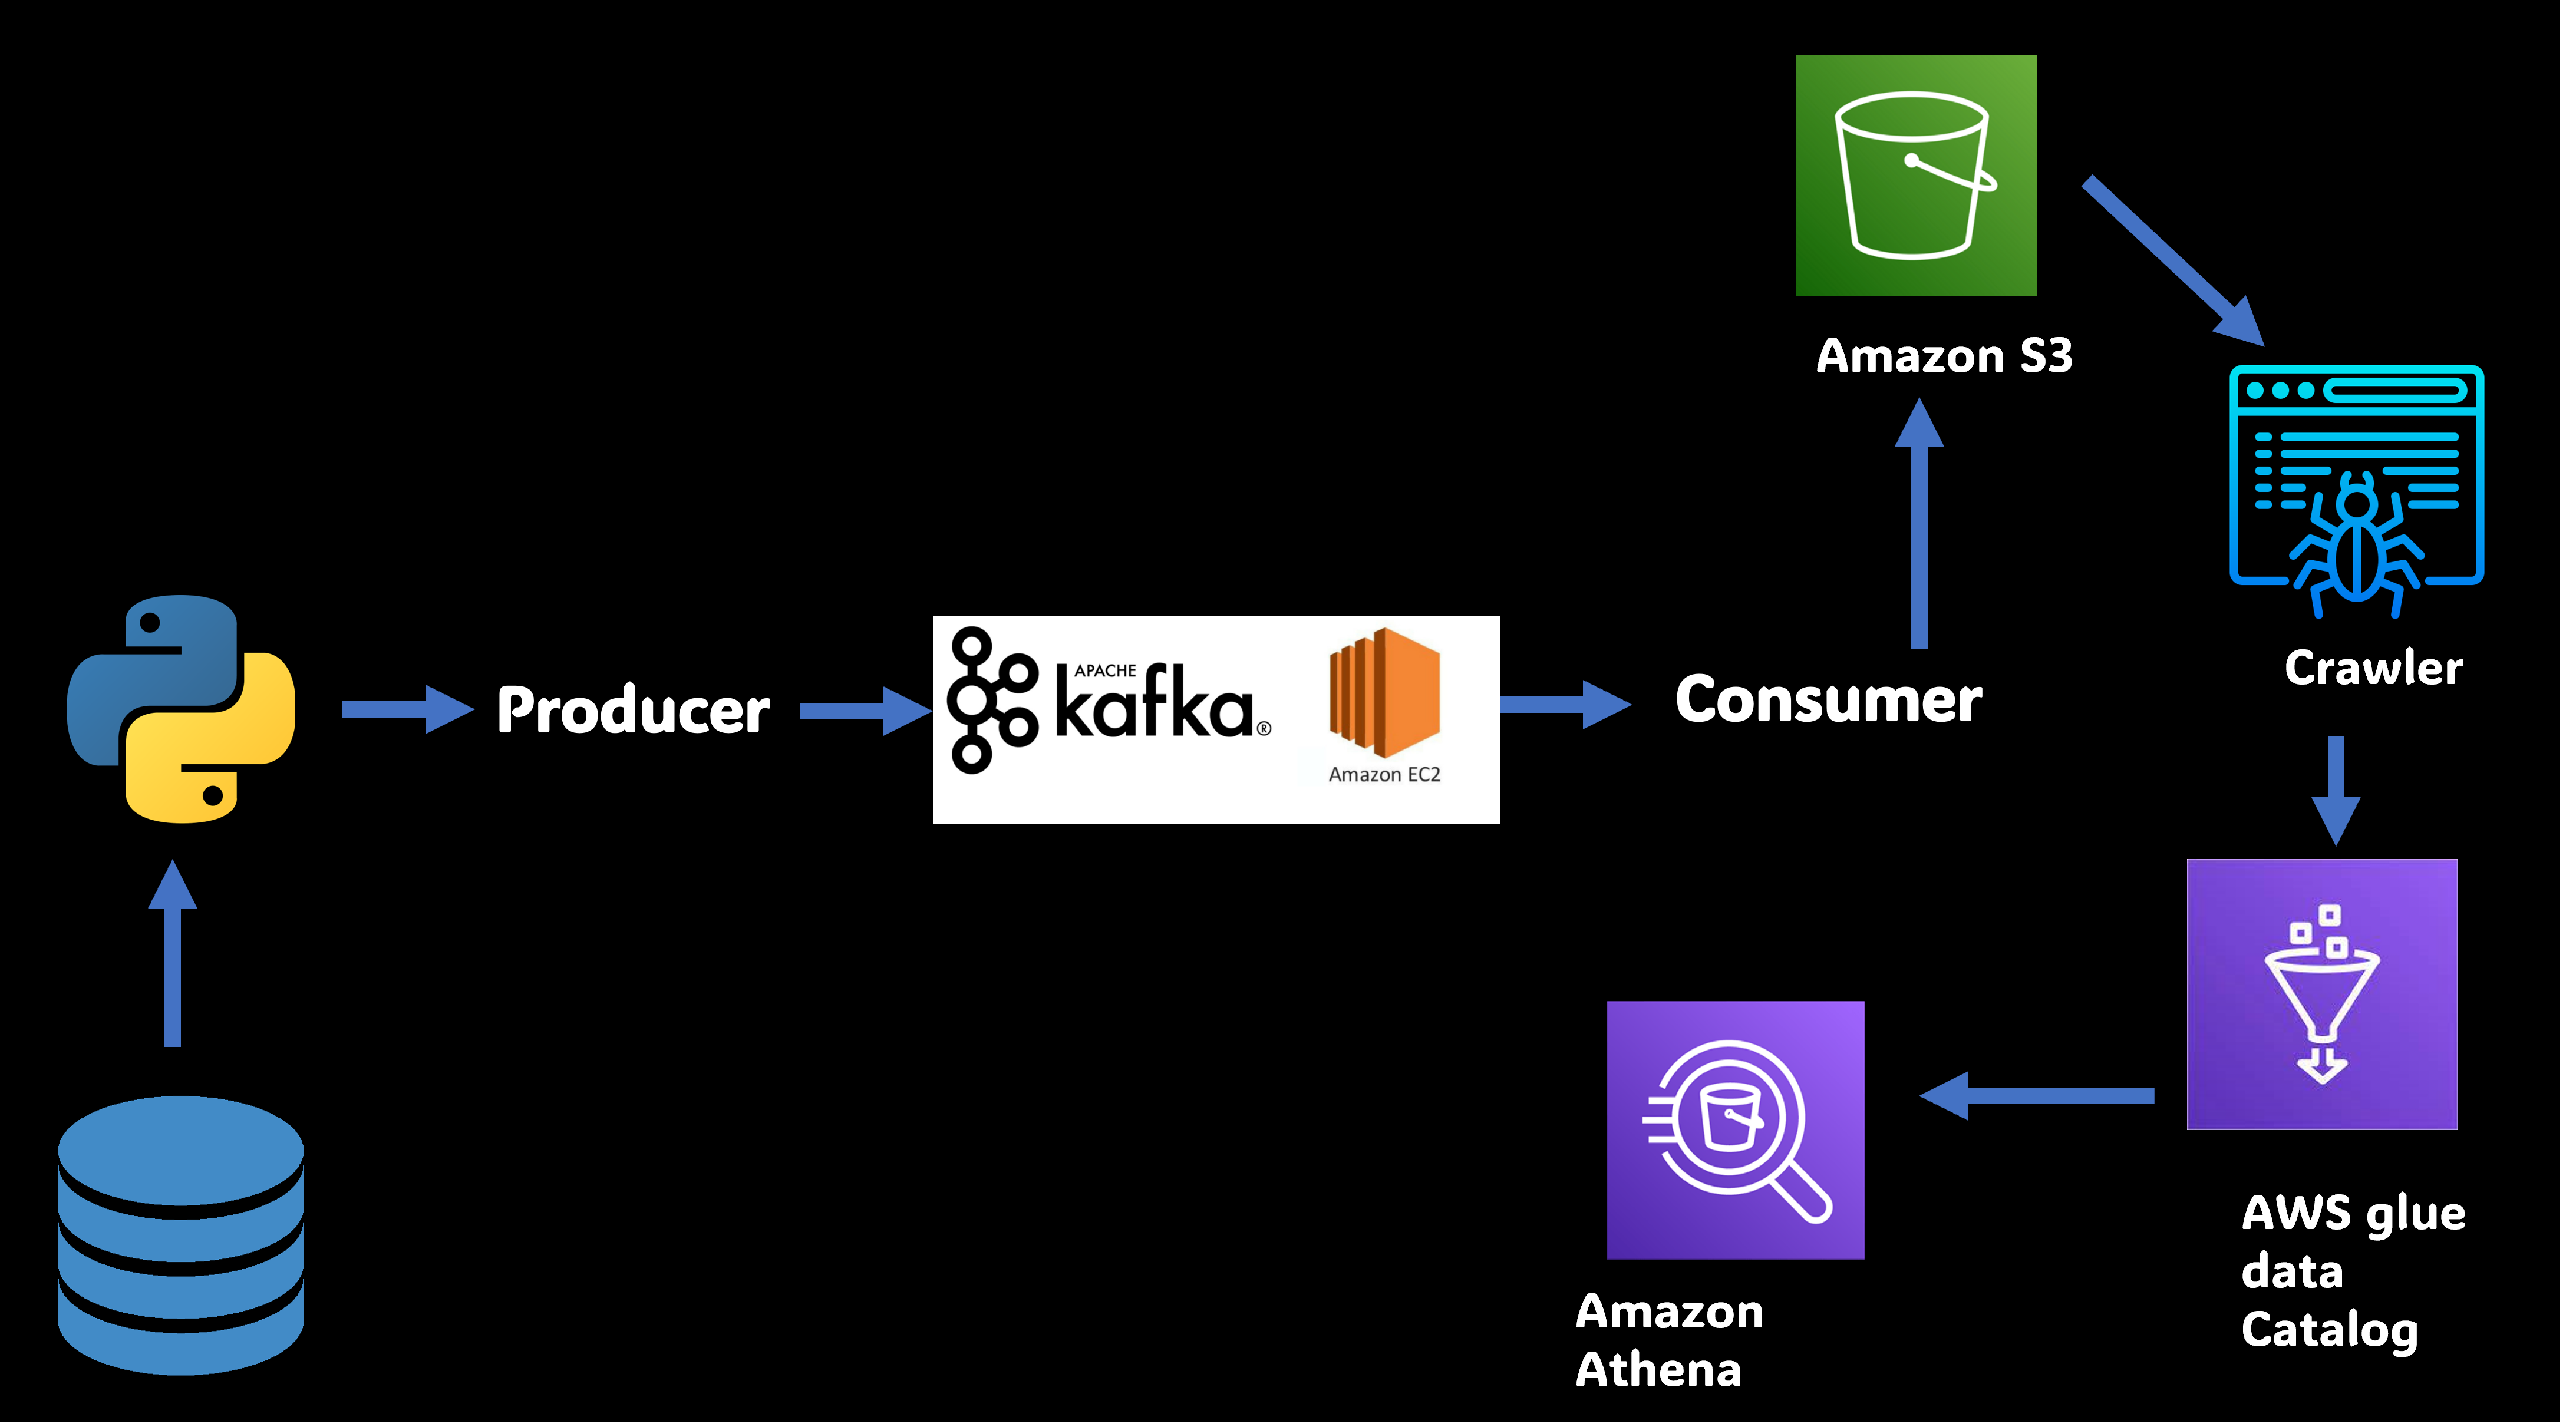 Amazon S3
Crawler
Producer
APACHE
kafka®
Amazon EC2
Consumer
AWS glue
data
Catalog
Amazon
Athena